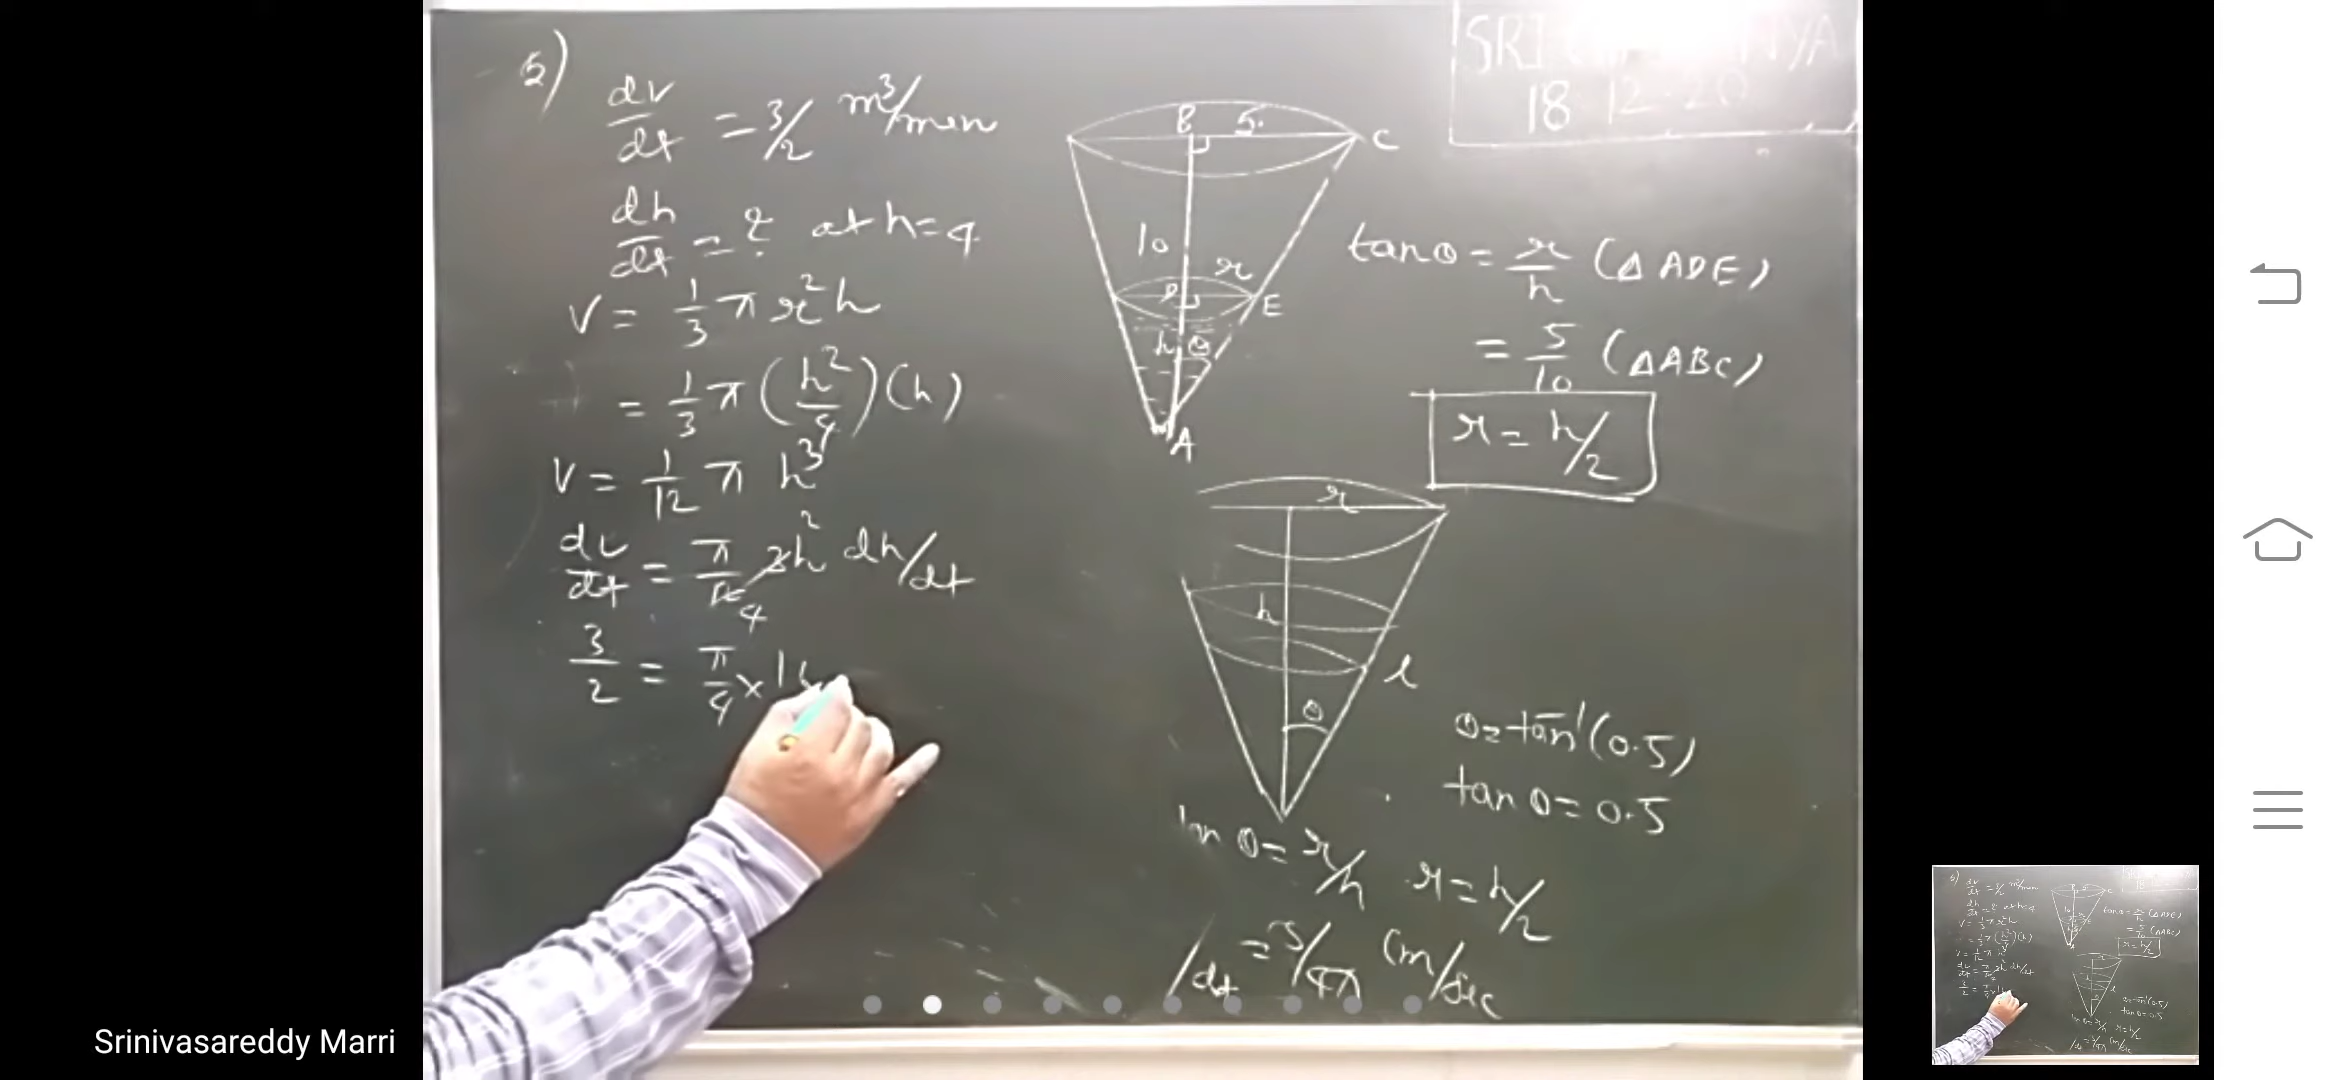 5)
dv/dt = 3/2 m³/min
dh/dt = ? at h=4
V = 1/3 π r² h
= 1/3 π (h²/4)(h)
V = 1/12 π h³
dv/dt = π/12 4 3h² dh/dt
3/2 = π/4 × 16
B 5 C
10
r
D E
h θ
A
tanθ = r/h (△ ADE)
= 5/10 (△ABC)
r = h/2
r
h
l
θ
θ = tan⁻¹(0.5)
tan θ = 0.5
tan θ = r/h r = h/2
/dt = 3/4π cm/sec
18 12.20
Srinivasareddy Marri